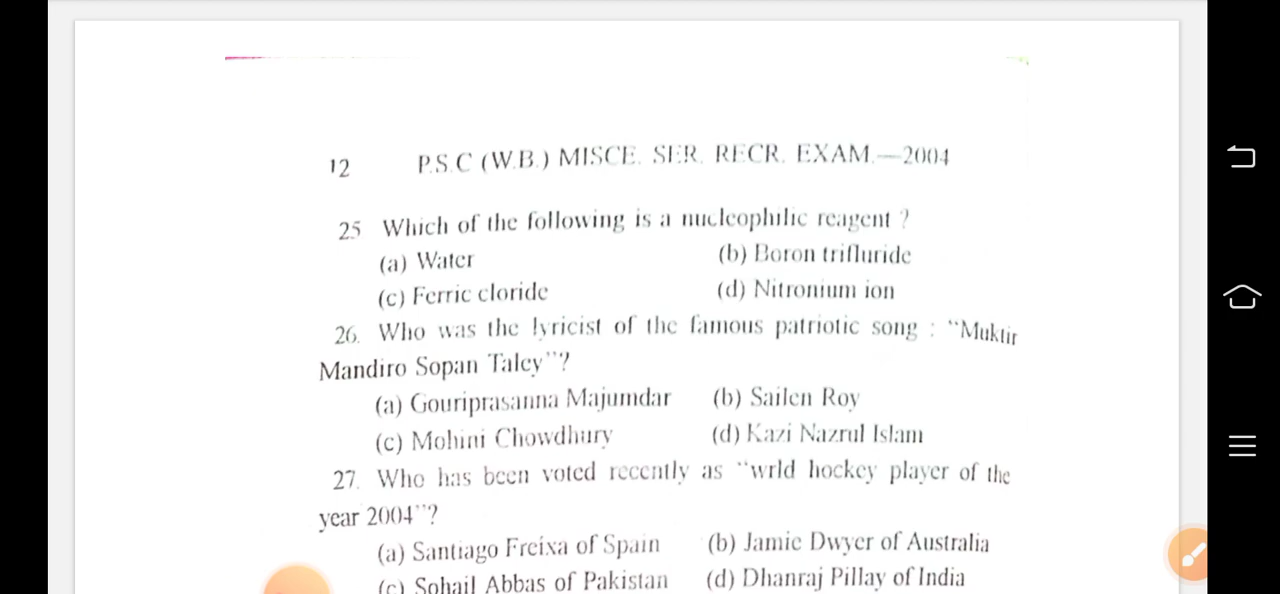 12 P.S.C (W.B.) MISCE. SER. RECR. EXAM.—2004
25 Which of the following is a nucleophilic reagent ?
(a) Water (b) Boron trifluride
(c) Ferric cloride (d) Nitronium ion
26. Who was the lyricist of the famous patriotic song : “Muktir
Mandiro Sopan Taley”?
(a) Gouriprasanna Majumdar (b) Sailen Roy
(c) Mohini Chowdhury (d) Kazi Nazrul Islam
27. Who has been voted recently as “wrld hockey player of the
year 2004”?
(a) Santiago Freixa of Spain (b) Jamie Dwyer of Australia
(c) Sohail Abbas of Pakistan (d) Dhanraj Pillay of India